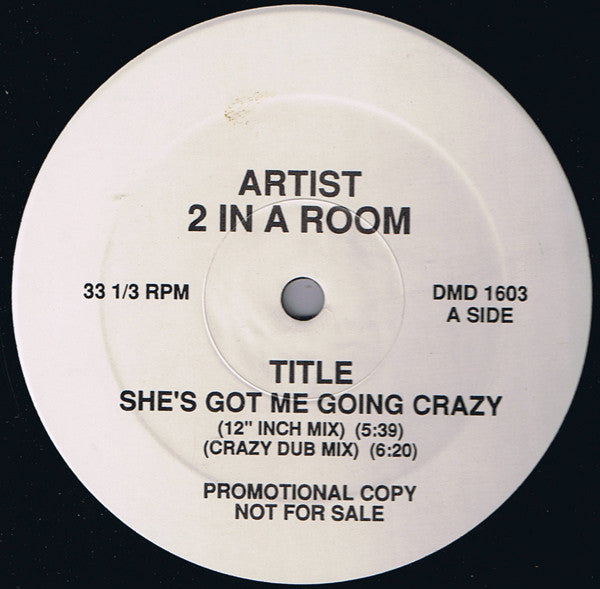 ARTIST
2 IN A ROOM
33 1/3 RPM
DMD 1603
A SIDE
TITLE
SHE'S GOT ME GOING CRAZY
(12" INCH MIX) (5:39)
(CRAZY DUB MIX) (6:20)
PROMOTIONAL COPY
NOT FOR SALE